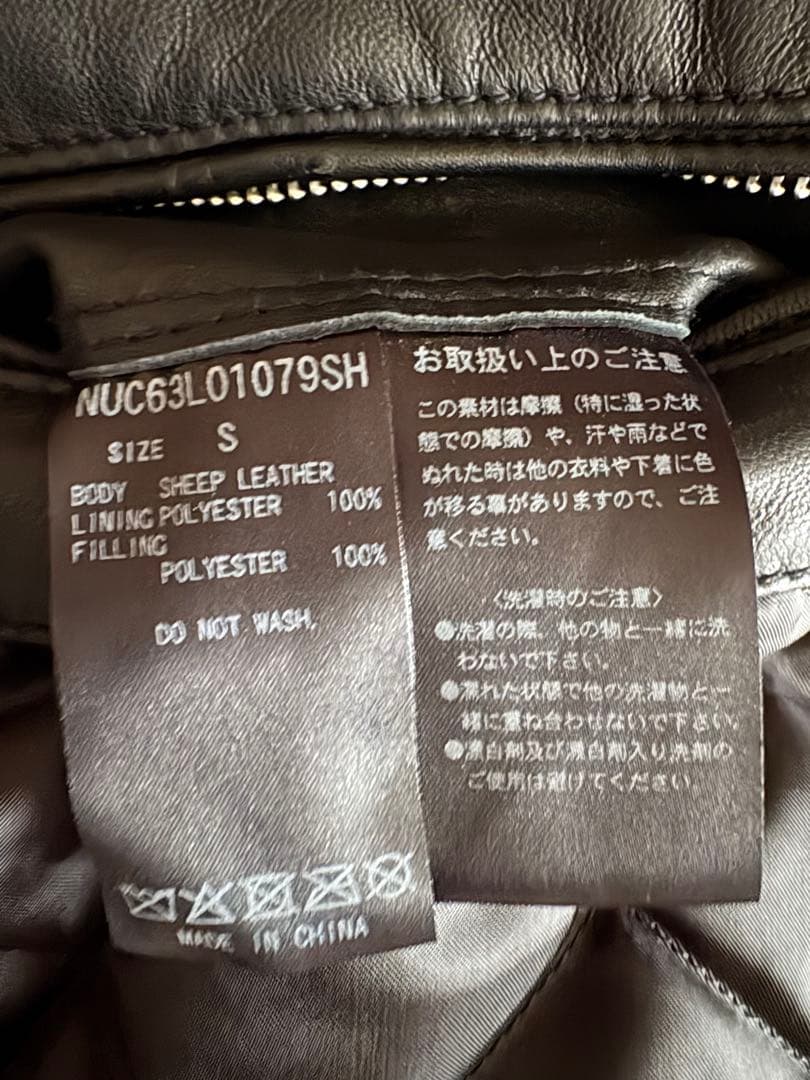 NUC63L01079SH
SIZE S
BODY SHEEP LEATHER
LINING POLYESTER 100%
FILLING
POLYESTER 100%
DO NOT WASH.
MADE IN CHINA
お取扱い上のご注意
この素材は摩擦（特に湿った状
態での摩擦）や、汗や雨などで
ぬれた時は他の衣料や下着に色
が移る事がありますので、ご注
意ください。
〈洗濯時のご注意〉
●洗濯の際、他の物と一緒に洗
わないで下さい。
●濡れた状態で他の洗濯物と一
緒に重ね合わせないで下さい。
●漂白剤及び漂白剤入り洗剤の
ご使用は避けてください。